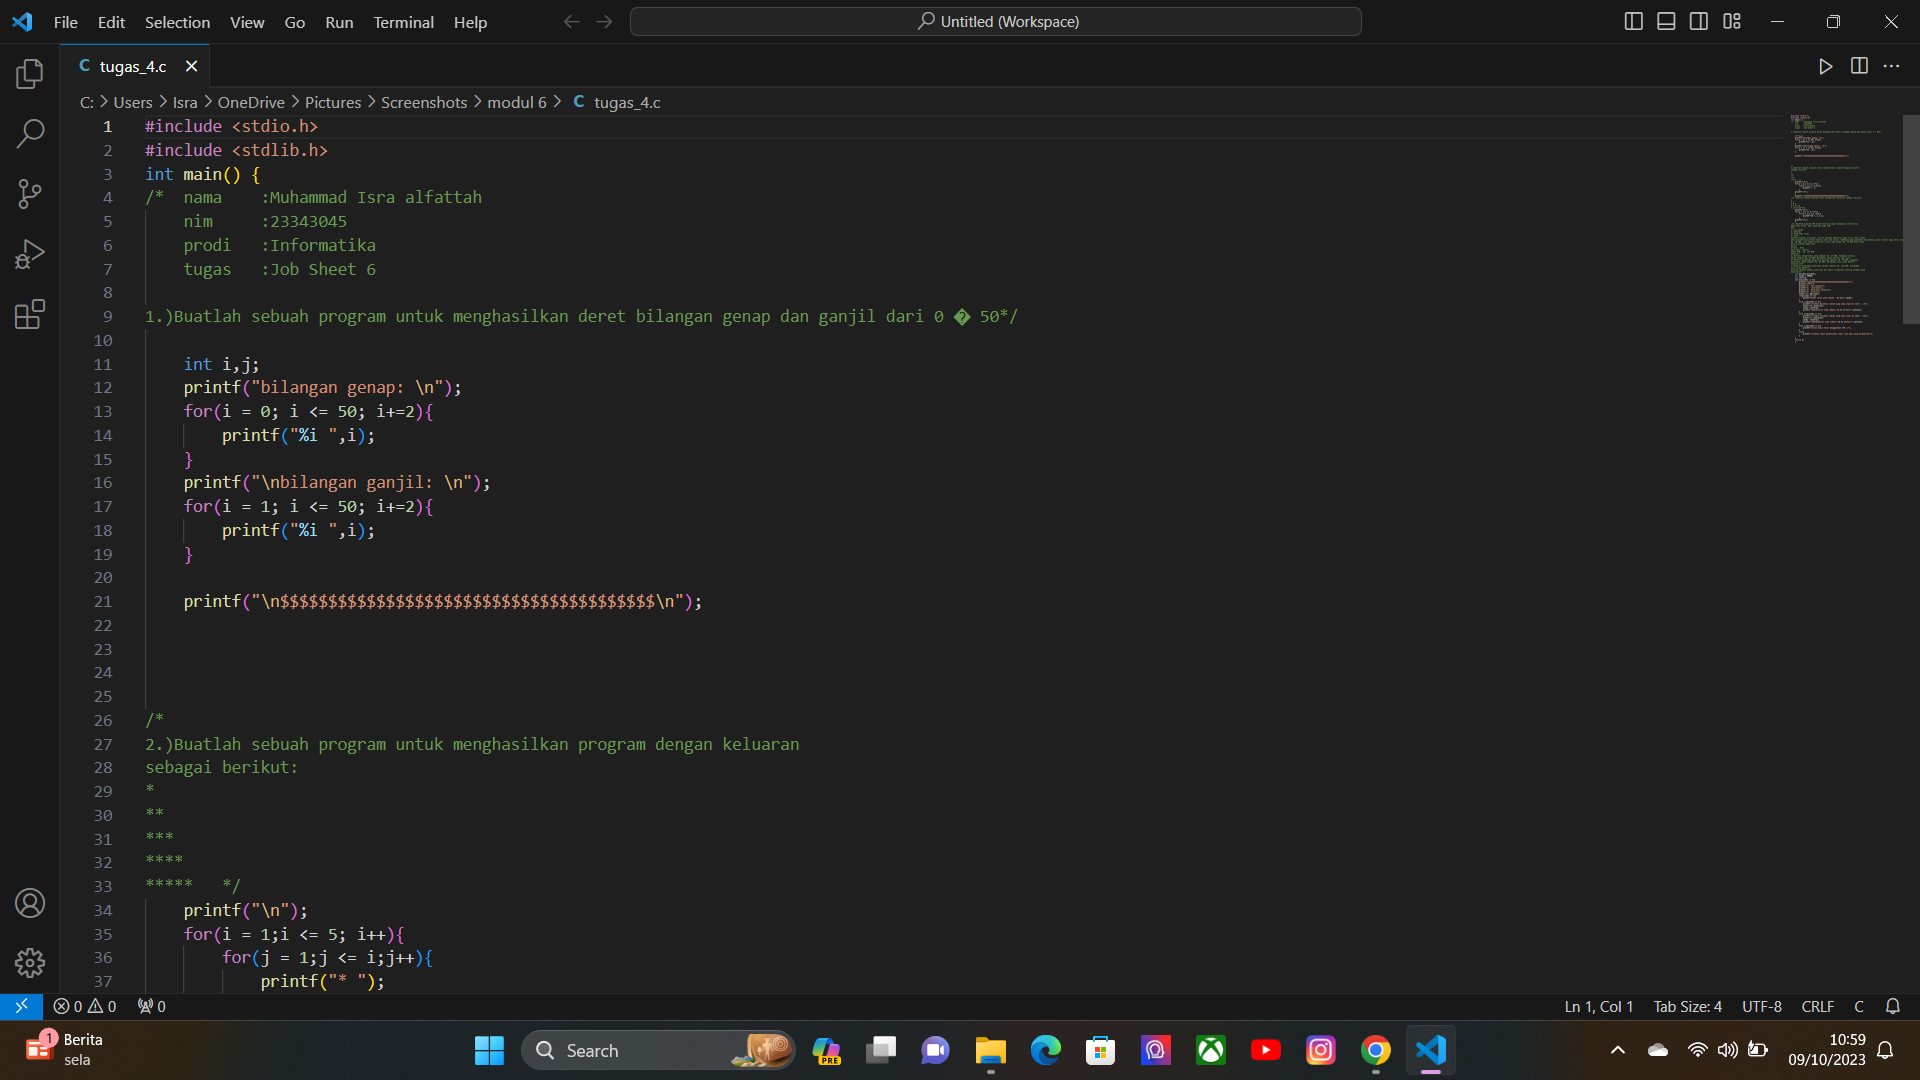 File Edit Selection View Go Run Terminal Help Untitled (Workspace)
C tugas_4.c
C: > Users > Isra > OneDrive > Pictures > Screenshots > modul 6 > C tugas_4.c
1 #include <stdio.h>
2 #include <stdlib.h>
3 int main() {
4 /*  nama    :Muhammad Isra alfattah
5     nim     :23343045
6     prodi   :Informatika
7     tugas   :Job Sheet 6
8
9 1.)Buatlah sebuah program untuk menghasilkan deret bilangan genap dan ganjil dari 0 � 50*/
10
11     int i,j;
12     printf("bilangan genap: \n");
13     for(i = 0; i <= 50; i+=2){
14         printf("%i ",i);
15     }
16     printf("\nbilangan ganjil: \n");
17     for(i = 1; i <= 50; i+=2){
18         printf("%i ",i);
19     }
20
21     printf("\n$$$$$$$$$$$$$$$$$$$$$$$$$$$$$$$$$$$$$$$\n");
22
23
24
25
26 /*
27 2.)Buatlah sebuah program untuk menghasilkan program dengan keluaran
28 sebagai berikut:
29 *
30 **
31 ***
32 ****
33 *****   */
34     printf("\n");
35     for(i = 1;i <= 5; i++){
36         for(j = 1;j <= i;j++){
37             printf("* ");
0 0 0 Ln 1, Col 1 Tab Size: 4 UTF-8 CRLF C
1 Berita
sela
Search
PRE
10:59
09/10/2023